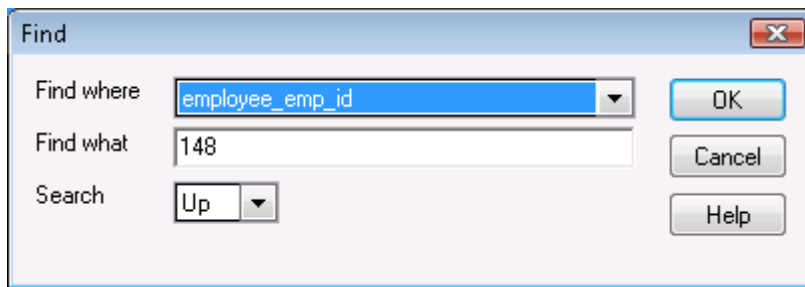 Find
Find where employee_emp_id OK
Find what 148 Cancel
Search Up Help